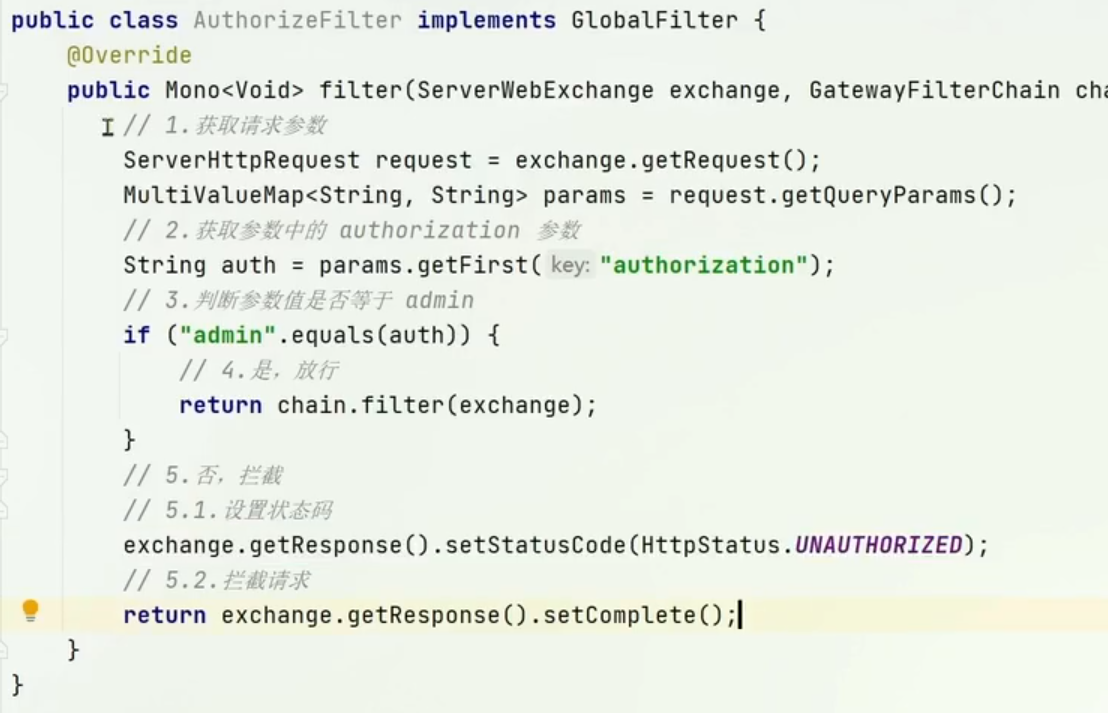 public class AuthorizeFilter implements GlobalFilter {
@Override
public Mono<Void> filter(ServerWebExchange exchange, GatewayFilterChain cha
// 1.获取请求参数
ServerHttpRequest request = exchange.getRequest();
MultiValueMap<String, String> params = request.getQueryParams();
// 2.获取参数中的 authorization 参数
String auth = params.getFirst( key: "authorization");
// 3.判断参数值是否等于 admin
if ("admin".equals(auth)) {
// 4.是，放行
return chain.filter(exchange);
}
// 5.否，拦截
// 5.1.设置状态码
exchange.getResponse().setStatusCode(HttpStatus.UNAUTHORIZED);
// 5.2.拦截请求
return exchange.getResponse().setComplete();
}
}